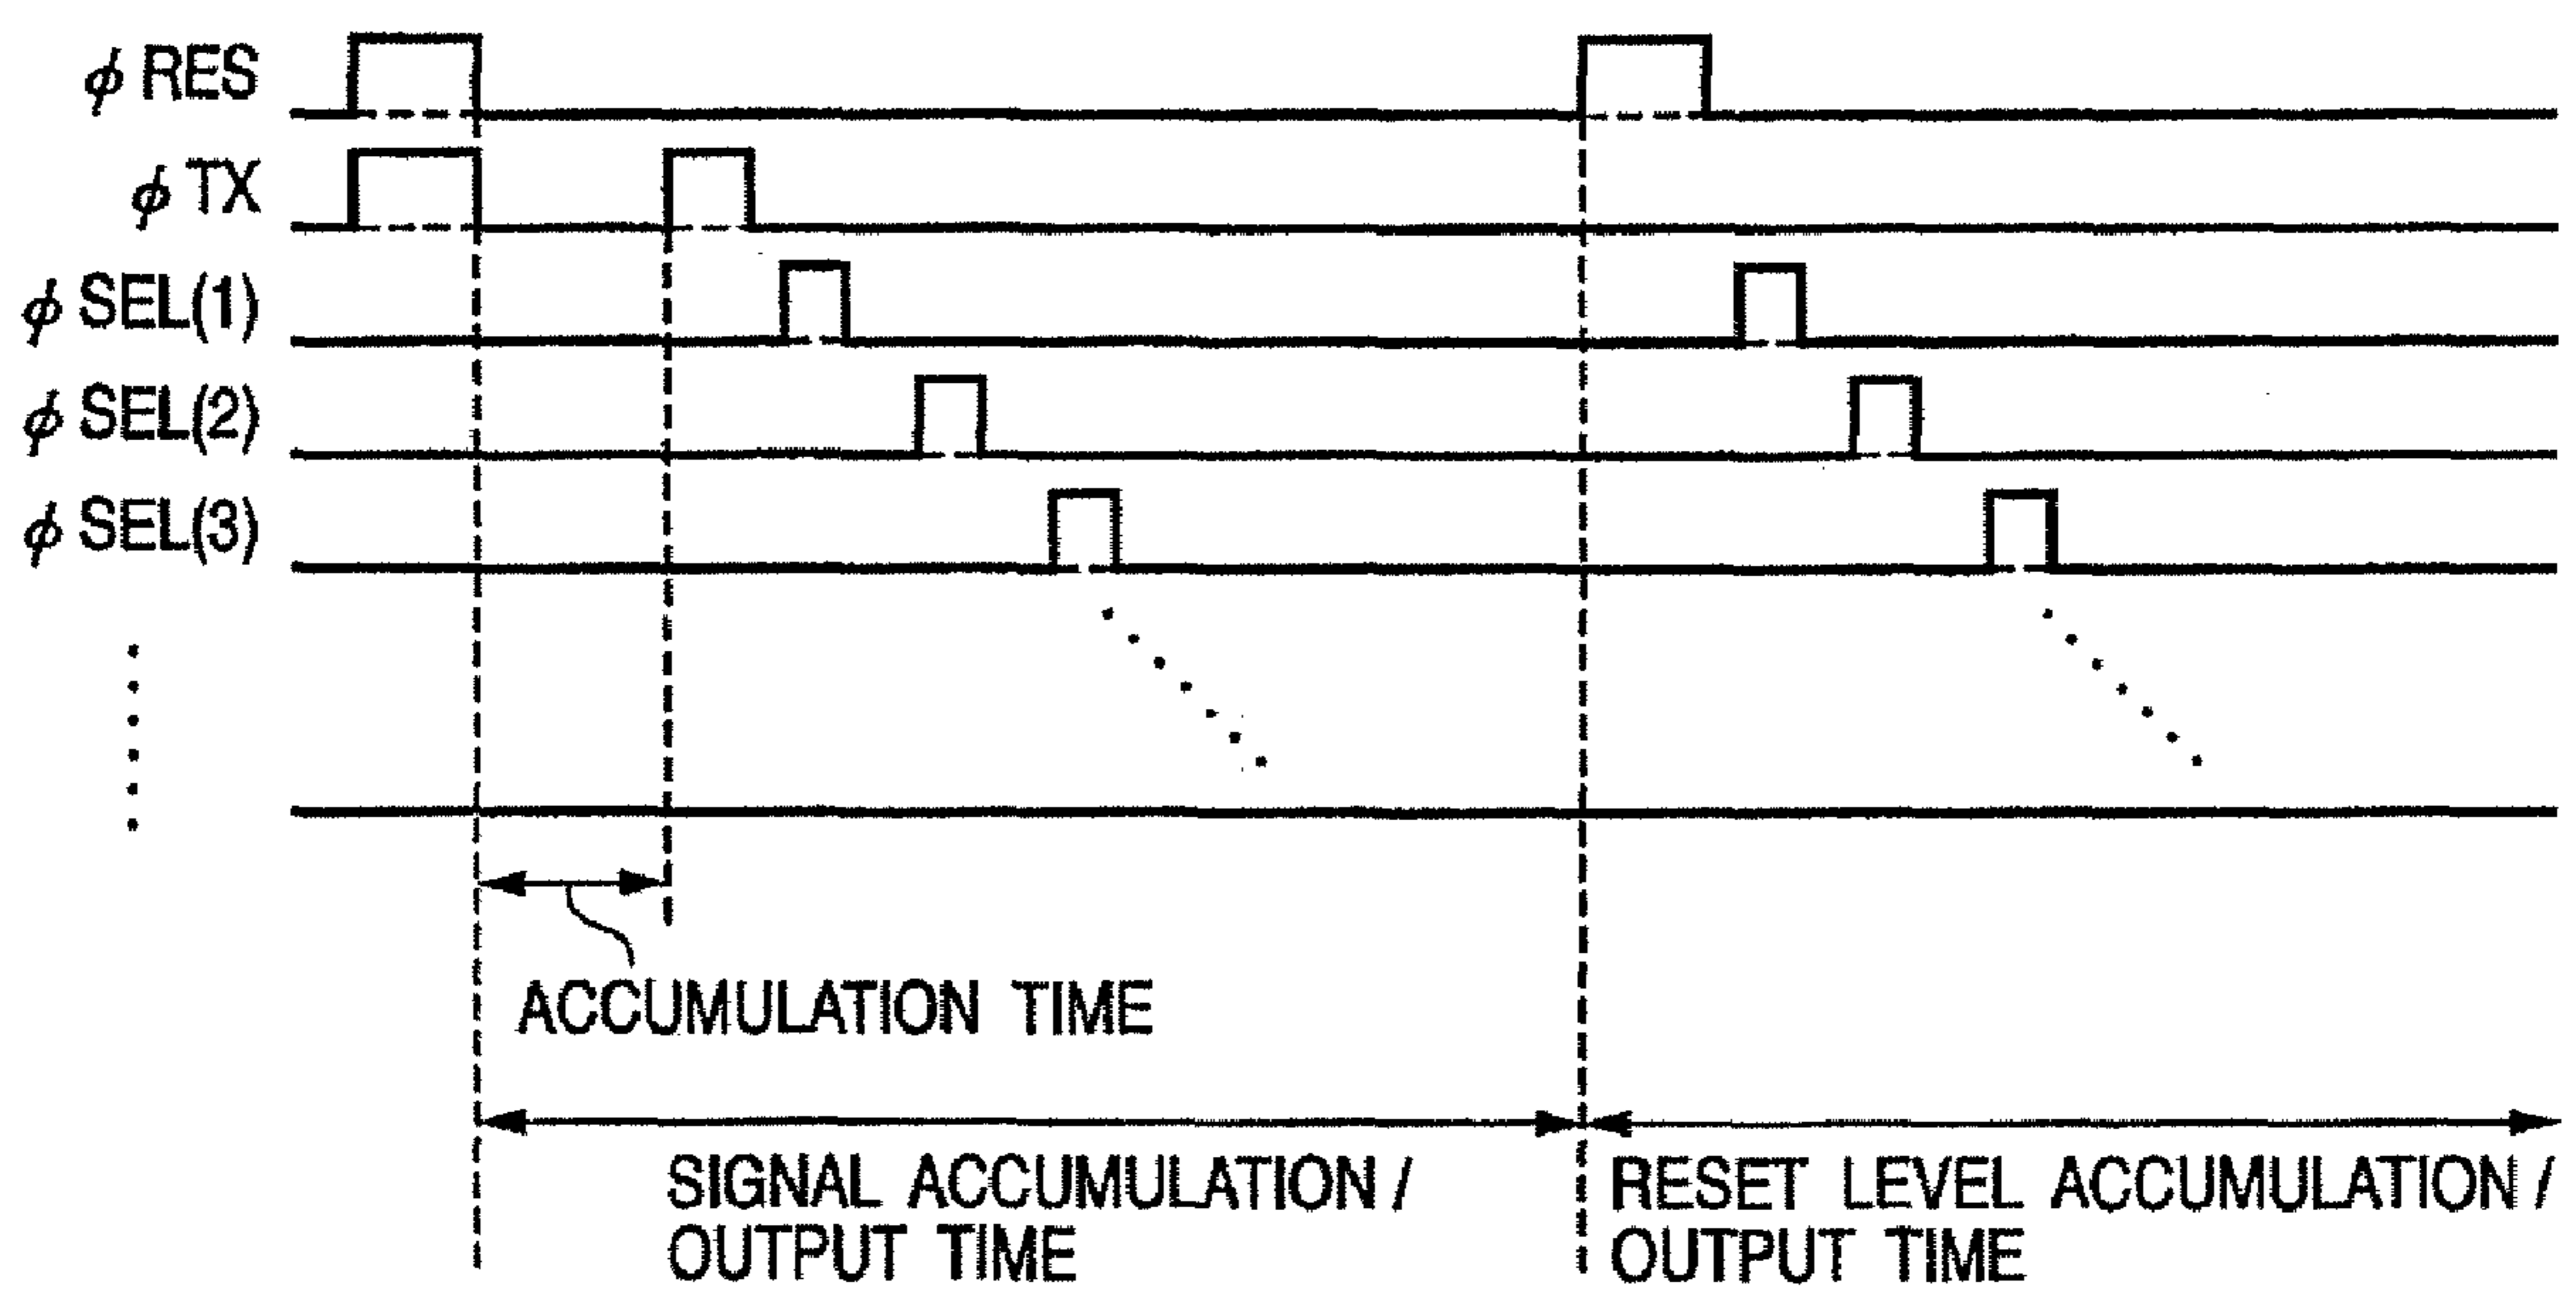 ϕ RES
ϕ TX
ϕ SEL(1)
ϕ SEL(2)
ϕ SEL(3)
ACCUMULATION TIME
SIGNAL ACCUMULATION /
OUTPUT TIME
RESET LEVEL ACCUMULATION /
OUTPUT TIME